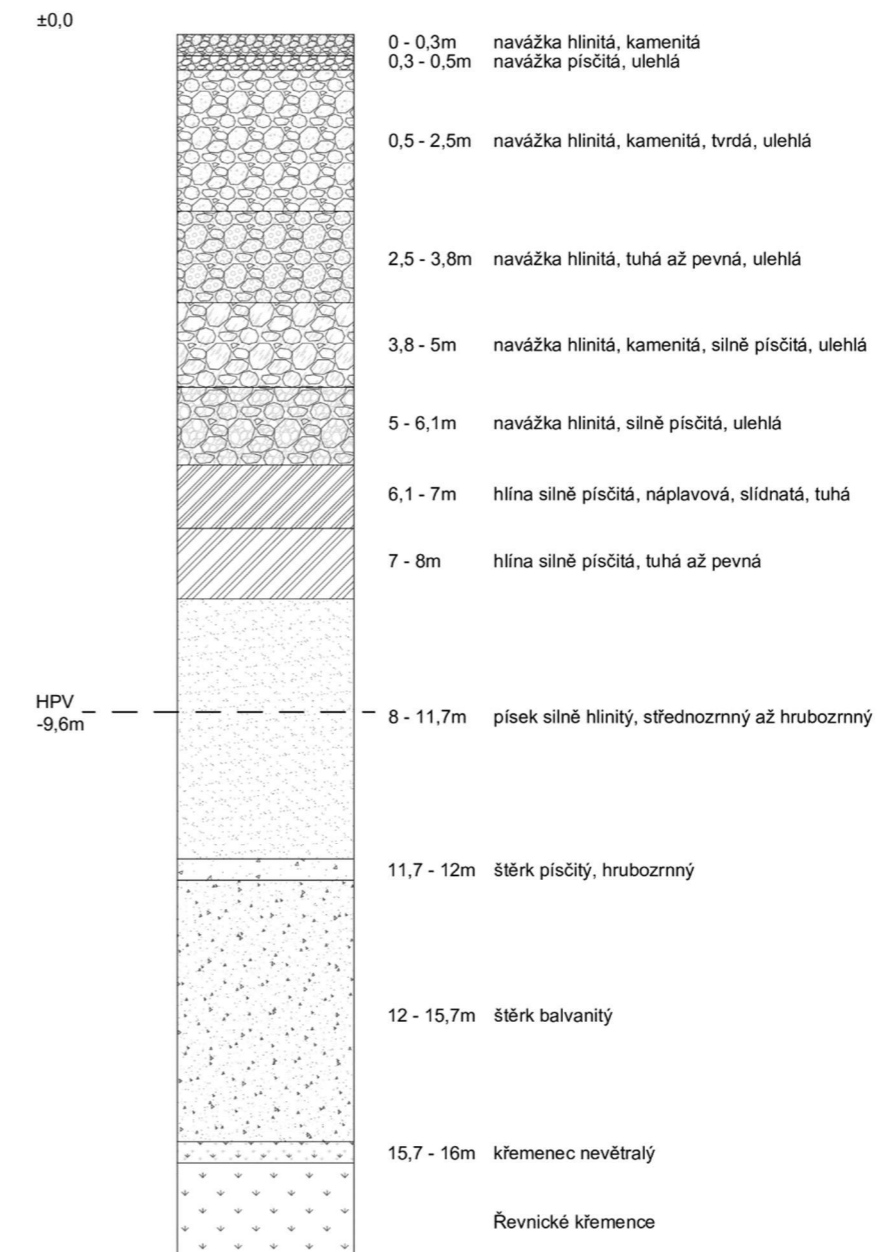 ±0,0
0 - 0,3m navážka hlinitá, kamenitá
0,3 - 0,5m navážka písčitá, ulehlá
0,5 - 2,5m navážka hlinitá, kamenitá, tvrdá, ulehlá
2,5 - 3,8m navážka hlinitá, tuhá až pevná, ulehlá
3,8 - 5m navážka hlinitá, kamenitá, silně písčitá, ulehlá
5 - 6,1m navážka hlinitá, silně písčitá, ulehlá
6,1 - 7m hlína silně písčitá, náplavová, slídnatá, tuhá
7 - 8m hlína silně písčitá, tuhá až pevná
HPV
-9,6m
8 - 11,7m písek silně hlinitý, střednozrnný až hrubozrnný
11,7 - 12m štěrk písčitý, hrubozrnný
12 - 15,7m štěrk balvanitý
15,7 - 16m křemenec nevětralý
Řevnické křemence